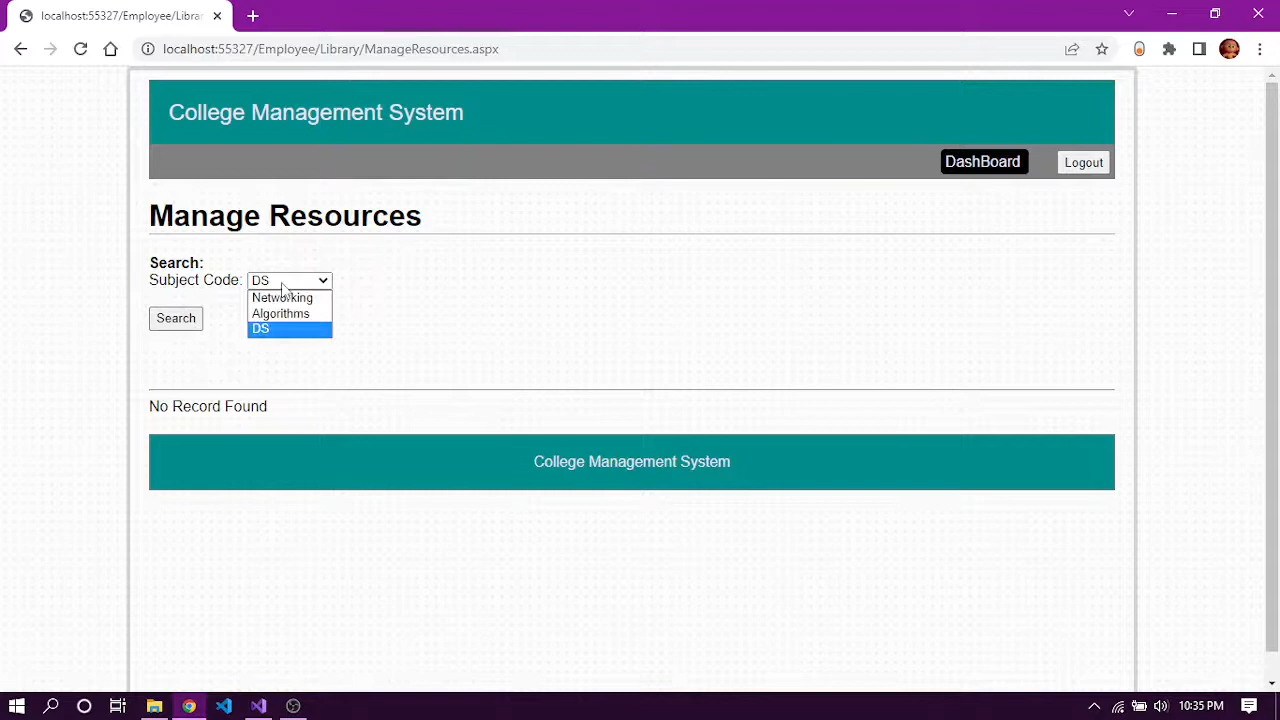 localhost:55327/Employee/Libra
localhost:55327/Employee/Library/ManageResources.aspx
College Management System
DashBoard
Logout
Manage Resources
Search:
Subject Code: DS
Networking
Algorithms
DS
Search
No Record Found
College Management System
10:35 PM